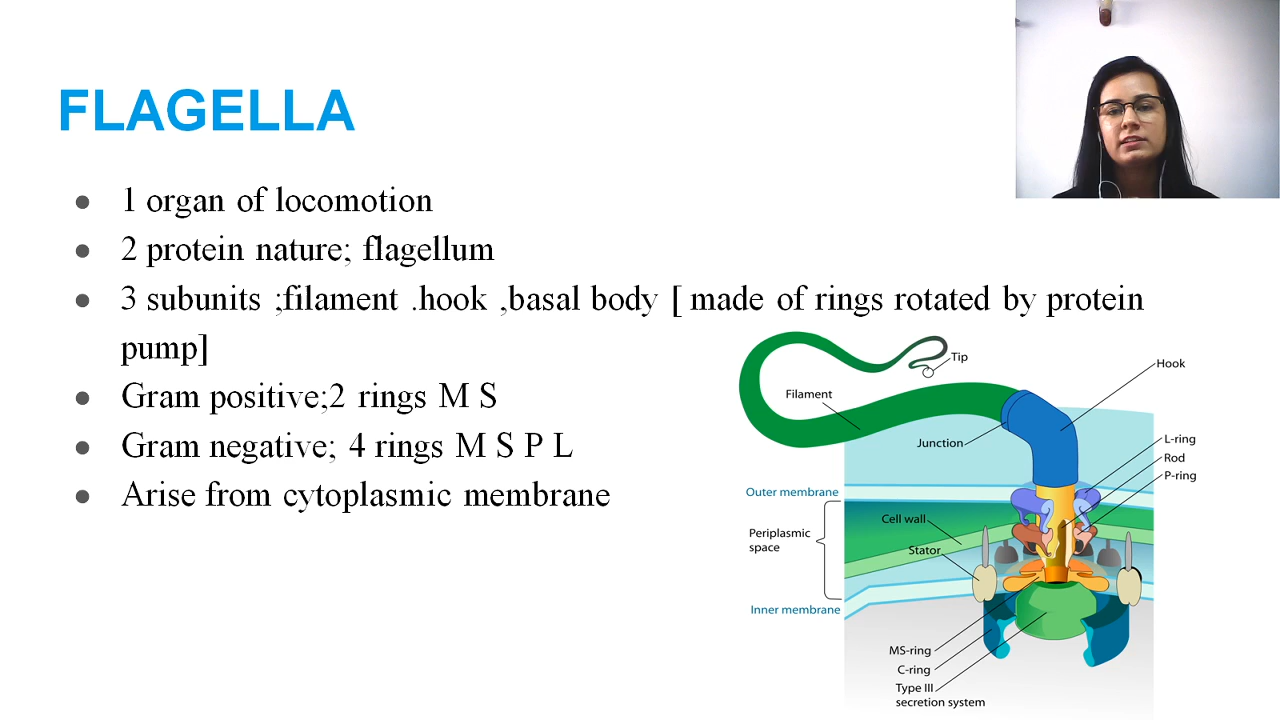 FLAGELLA
1 organ of locomotion
2 protein nature; flagellum
3 subunits ;filament .hook ,basal body [ made of rings rotated by protein
pump]
Gram positive;2 rings M S
Gram negative; 4 rings M S P L
Arise from cytoplasmic membrane
Tip
Hook
Filament
Junction
L-ring
Rod
P-ring
Outer membrane
Cell wall
Periplasmic
space
Stator
Inner membrane
MS-ring
C-ring
Type III
secretion system